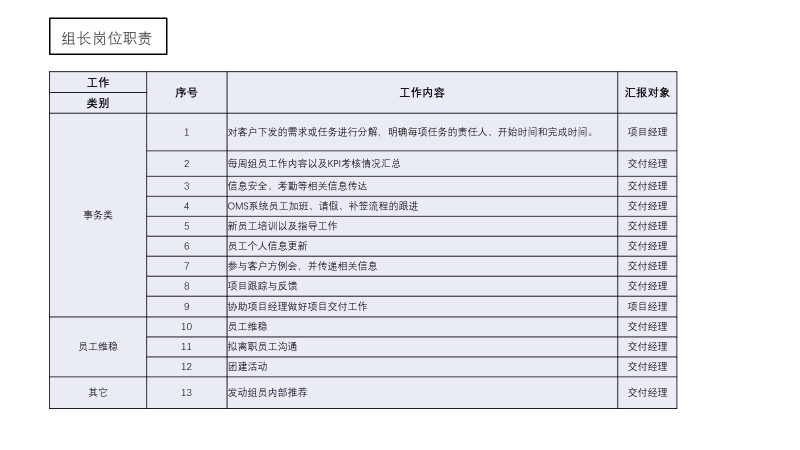 组长岗位职责
工作
类别
序号 工作内容 汇报对象
事务类
1 对客户下发的需求或任务进行分解，明确每项任务的责任人、开始时间和完成时间。 项目经理
2 每周组员工作内容以及KPI考核情况汇总 交付经理
3 信息安全、考勤等相关信息传达 交付经理
4 OMS系统员工加班、请假、补签流程的跟进 交付经理
5 新员工培训以及指导工作 交付经理
6 员工个人信息更新 交付经理
7 参与客户方例会，并传递相关信息 交付经理
8 项目跟踪与反馈 交付经理
9 协助项目经理做好项目交付工作 项目经理
员工维稳
10 员工维稳 交付经理
11 拟离职员工沟通 交付经理
12 团建活动 交付经理
其它 13 发动组员内部推荐 交付经理